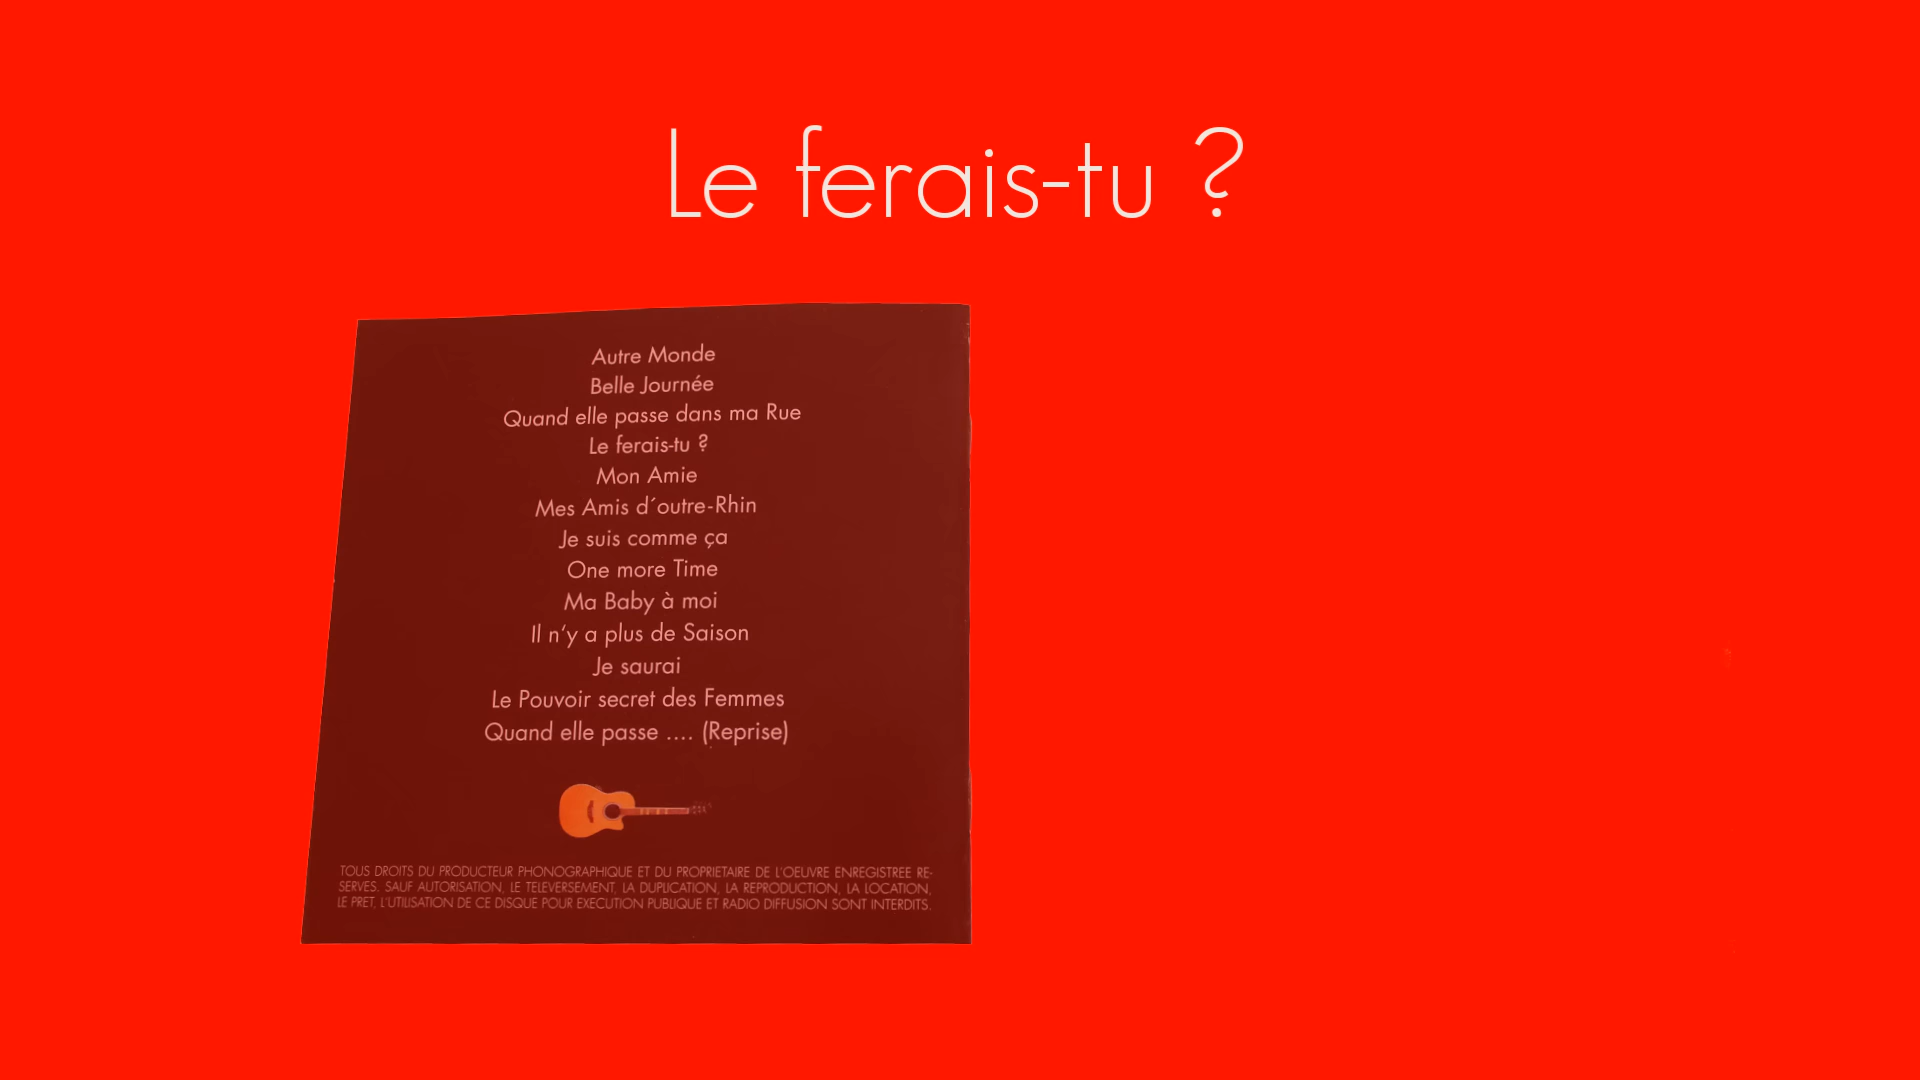 Le ferais-tu ?
Autre Monde
Belle Journée
Quand elle passe dans ma Rue
Le ferais-tu ?
Mon Amie
Mes Amis d´outre-Rhin
Je suis comme ça
One more Time
Ma Baby à moi
Il n’y a plus de Saison
Je saurai
Le Pouvoir secret des Femmes
Quand elle passe .... (Reprise)
TOUS DROITS DU PRODUCTEUR PHONOGRAPHIQUE ET DU PROPRIETAIRE DE L'OEUVRE ENREGISTREE RE-
SERVES. SAUF AUTORISATION, LE TELEVERSEMENT, LA DUPLICATION, LA REPRODUCTION, LA LOCATION,
LE PRET, L'UTILISATION DE CE DISQUE POUR EXECUTION PUBLIQUE ET RADIO DIFFUSION SONT INTERDITS.